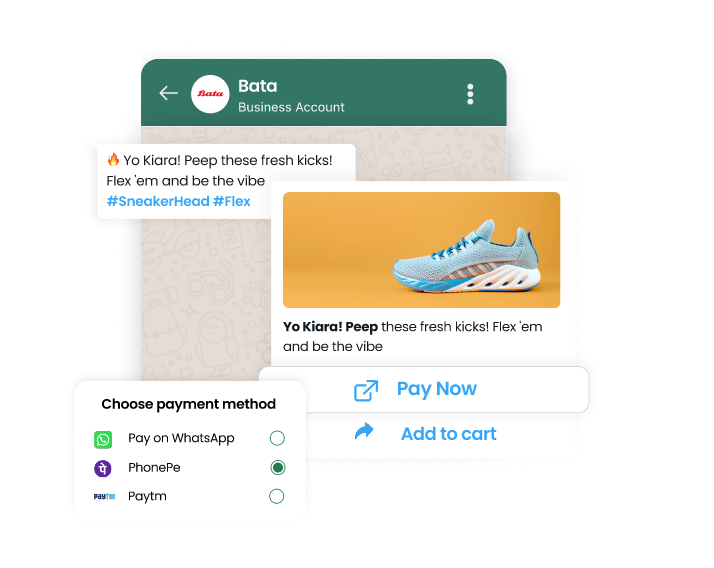 Bata
Bata
Business Account
🔥 Yo Kiara! Peep these fresh kicks!
Flex 'em and be the vibe
#SneakerHead #Flex
Yo Kiara! Peep these fresh kicks! Flex 'em
and be the vibe
Pay Now
Add to cart
Choose payment method
Pay on WhatsApp
पे PhonePe
Paytm Paytm